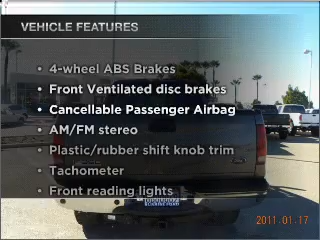 VEHICLE FEATURES
• 4-wheel ABS Brakes
• Front Ventilated disc brakes
• Cancellable Passenger Airbag
• AM/FM stereo
• Plastic/rubber shift knob trim
• Tachometer
• Front reading lights
2011.01.17